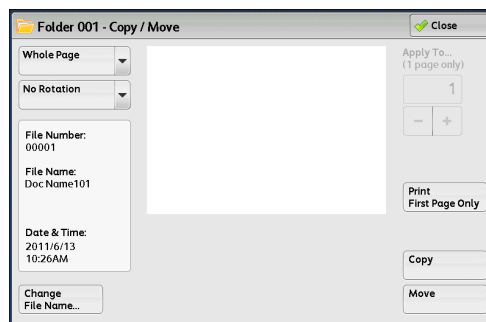 Folder 001 - Copy / Move
Close
Whole Page
No Rotation
File Number:
00001
File Name:
Doc Name101
Date & Time:
2011/6/13
10:26AM
Change
File Name...
Apply To...
(1 page only)
1
− +
Print
First Page Only
Copy
Move